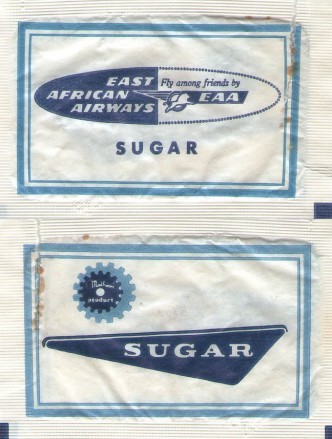 EAST
AFRICAN
AIRWAYS
Fly among friends by
EAA
SUGAR
product
SUGAR